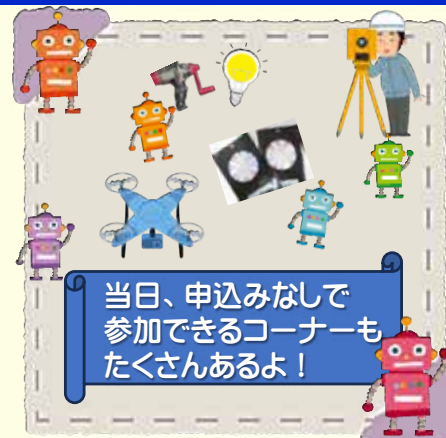 当日、申込みなしで
参加できるコーナーも
たくさんあるよ！